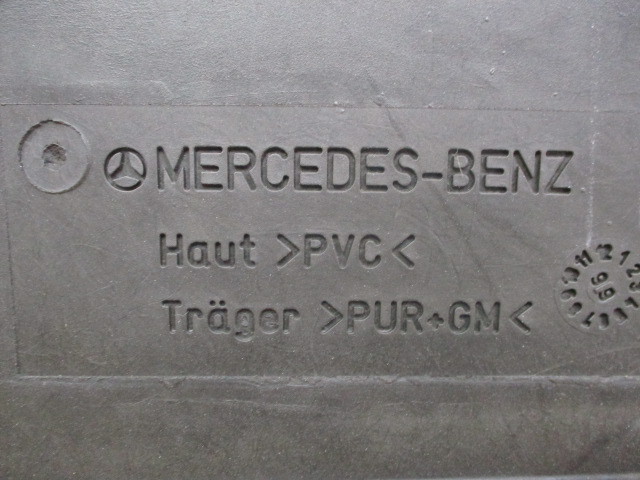 MERCEDES-BENZ
Haut >PVC<
Träger >PUR+GM<